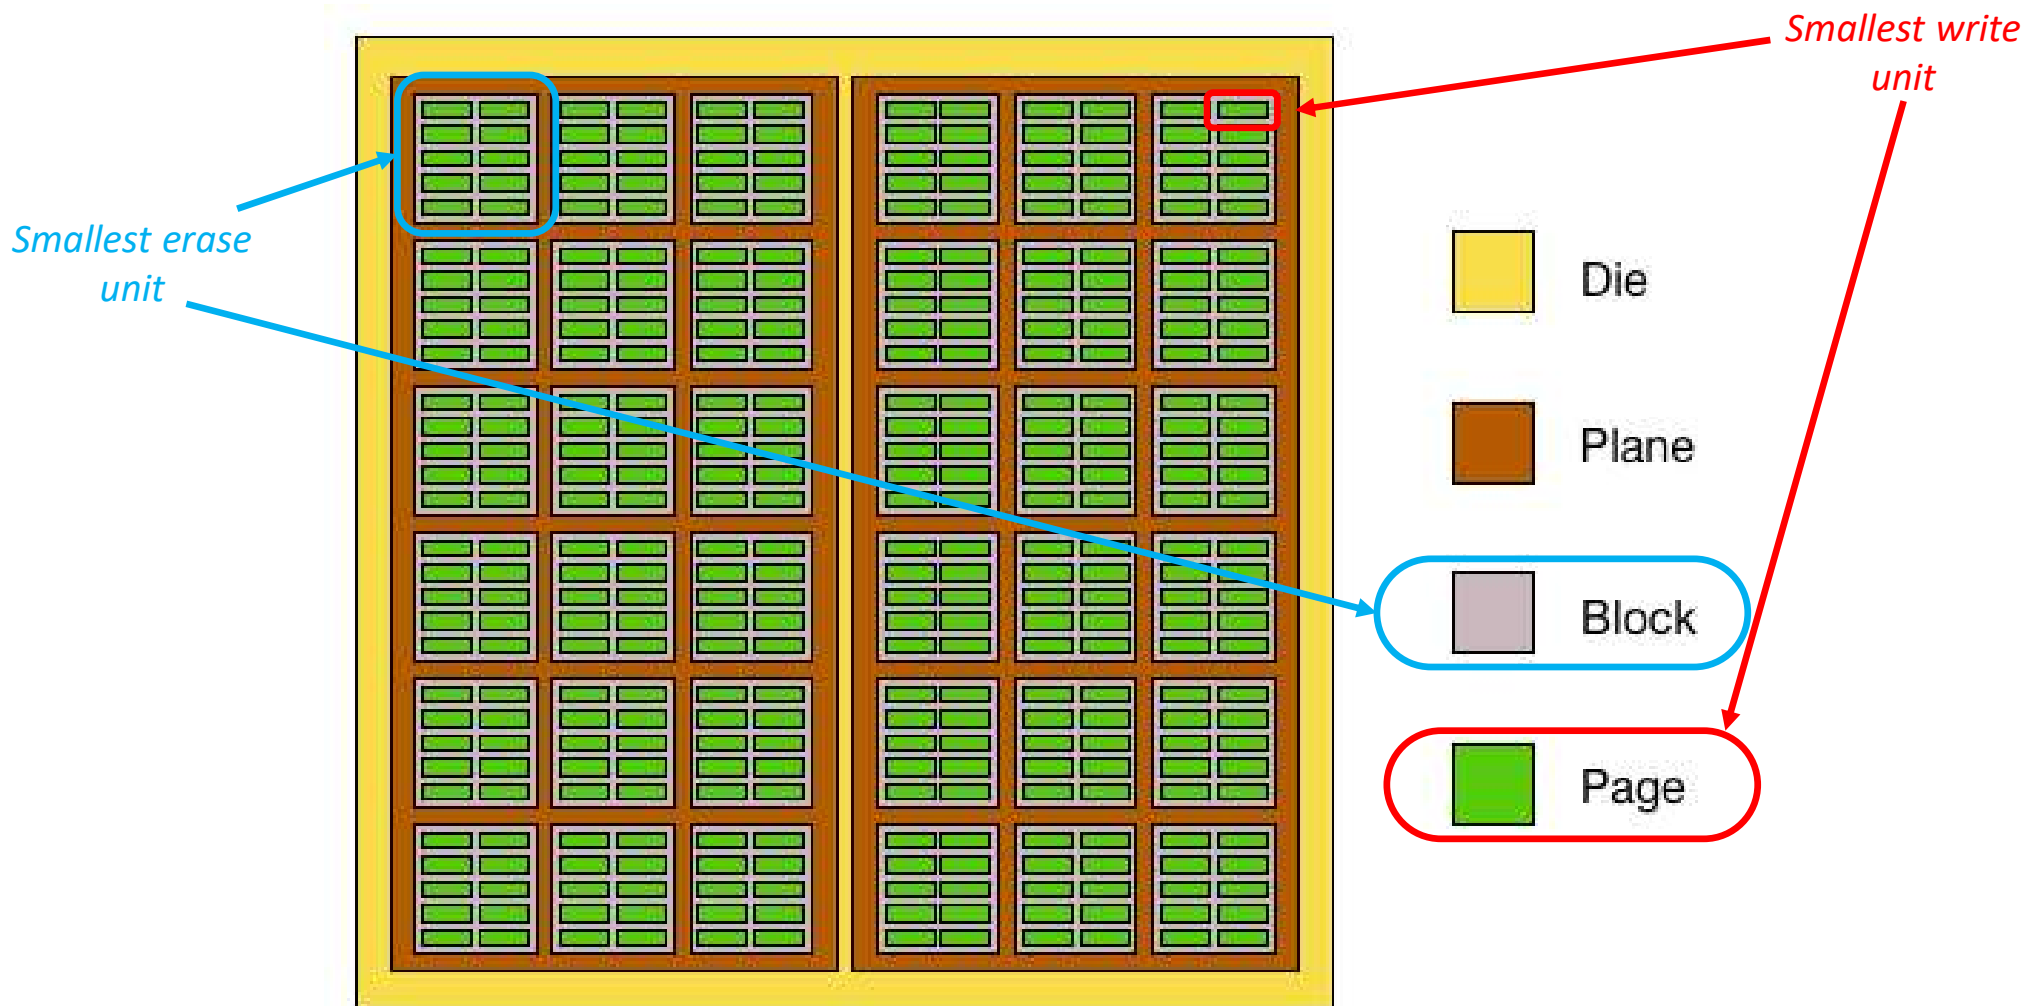 Smallest write
unit
Smallest erase
unit
Die
Plane
Block
Page